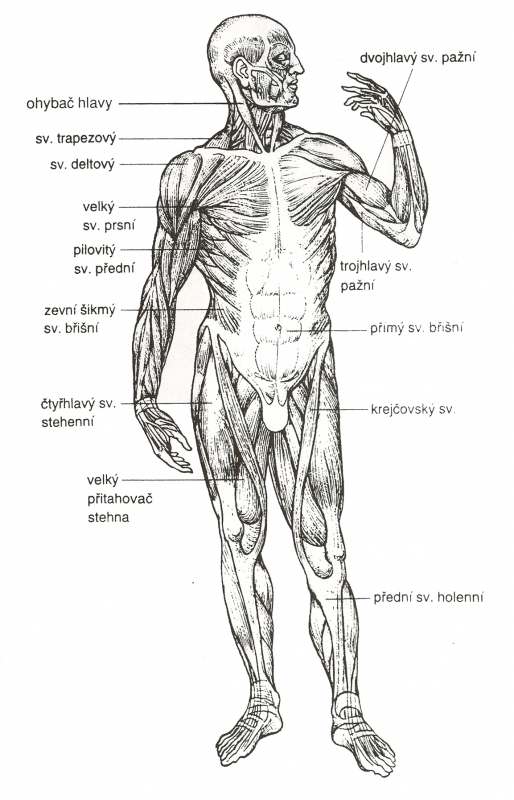 dvojhlavý sv. pažní
ohybač hlavy
sv. trapezový
sv. deltový
velký
sv. prsní
pilovitý
sv. přední
trojhlavý sv.
pažní
zevní šikmý
sv. břišní
přímý sv. břišní
čtyřhlavý sv.
stehenní
krejčovský sv.
velký
přitahovač
stehna
přední sv. holenní